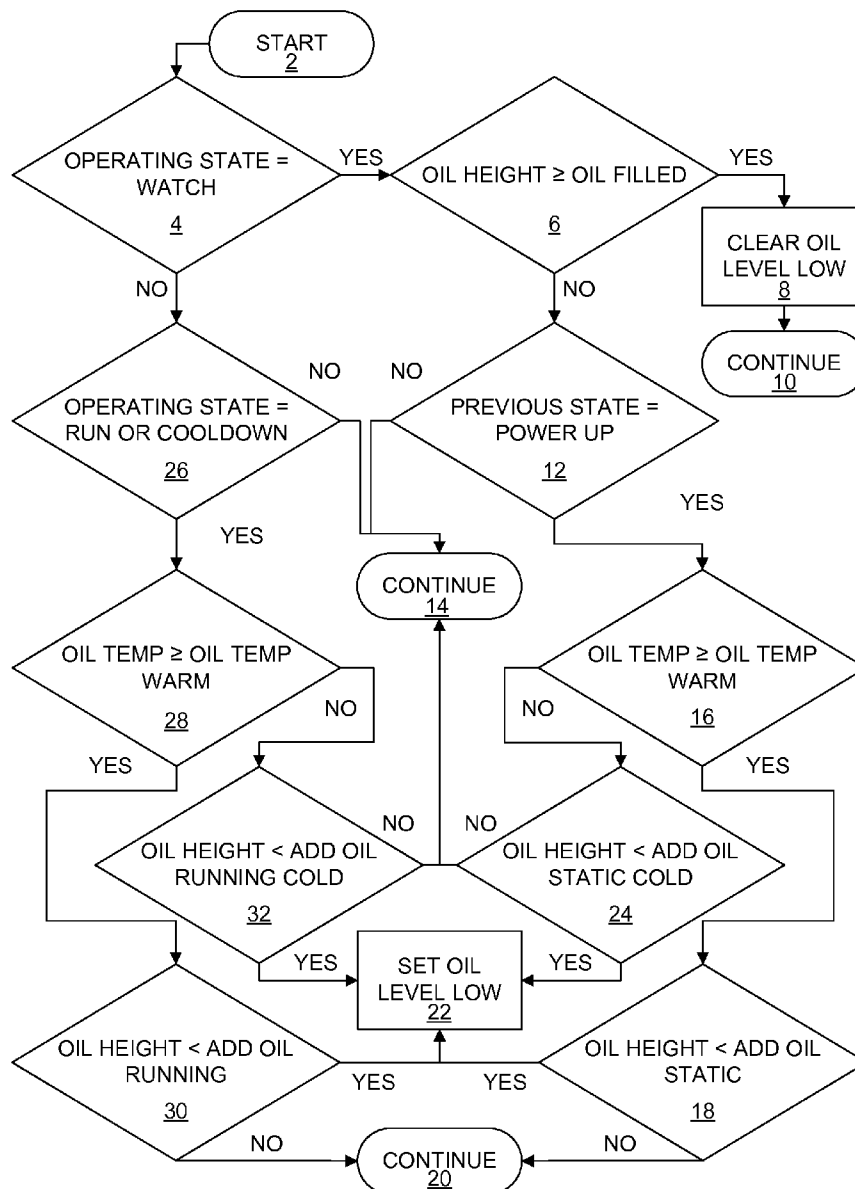 START
2
OPERATING STATE =
WATCH
4
YES
OIL HEIGHT ≥ OIL FILLED
6
YES
CLEAR OIL
LEVEL LOW
8
CONTINUE
10
NO
NO
OPERATING STATE =
RUN OR COOLDOWN
26
NO
NO
PREVIOUS STATE =
POWER UP
12
YES
YES
CONTINUE
14
OIL TEMP ≥ OIL TEMP
WARM
28
NO
OIL TEMP ≥ OIL TEMP
WARM
16
NO
YES
YES
OIL HEIGHT < ADD OIL
RUNNING COLD
32
NO
NO
OIL HEIGHT < ADD OIL
STATIC COLD
24
YES
YES
SET OIL
LEVEL LOW
22
OIL HEIGHT < ADD OIL
RUNNING
30
YES
YES
OIL HEIGHT < ADD OIL
STATIC
18
NO
NO
CONTINUE
20